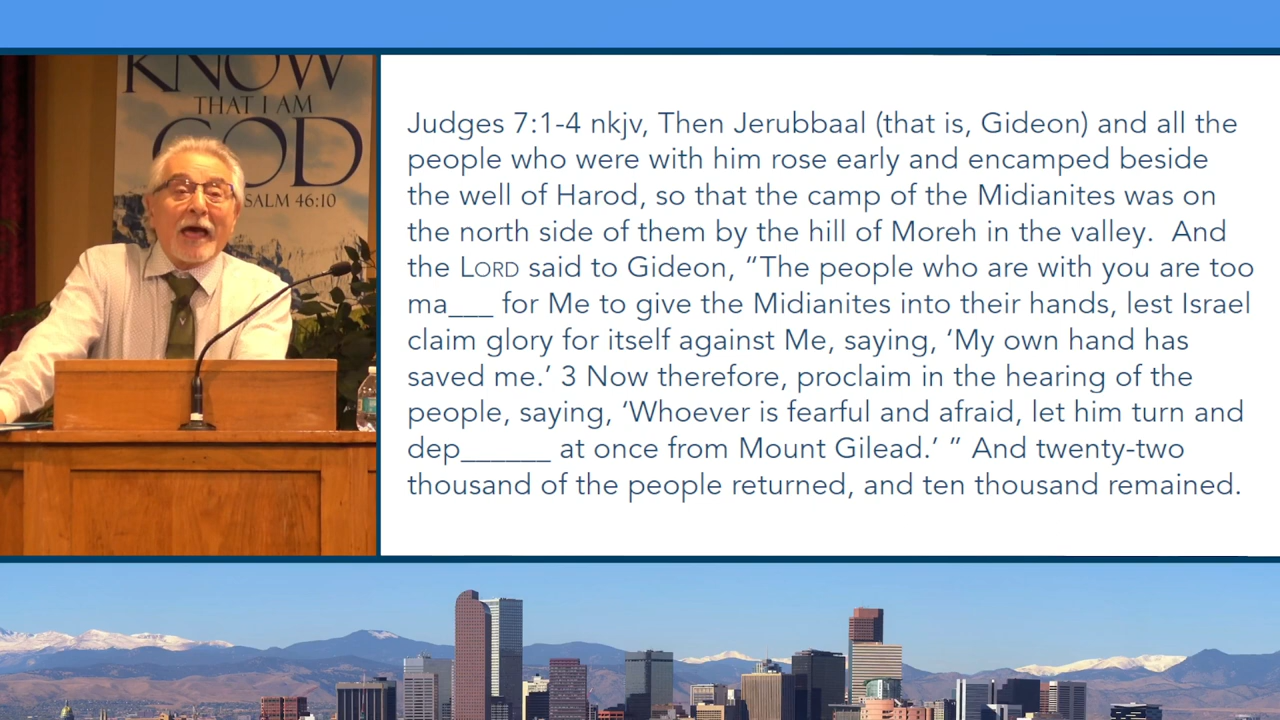 KNOW
THAT I AM
GOD
SALM 46:10
Judges 7:1-4 nkjv, Then Jerubbaal (that is, Gideon) and all the
people who were with him rose early and encamped beside
the well of Harod, so that the camp of the Midianites was on
the north side of them by the hill of Moreh in the valley.  And
the LORD said to Gideon, “The people who are with you are too
ma___ for Me to give the Midianites into their hands, lest Israel
claim glory for itself against Me, saying, ‘My own hand has
saved me.’ 3 Now therefore, proclaim in the hearing of the
people, saying, ‘Whoever is fearful and afraid, let him turn and
dep______ at once from Mount Gilead.’ ” And twenty-two
thousand of the people returned, and ten thousand remained.